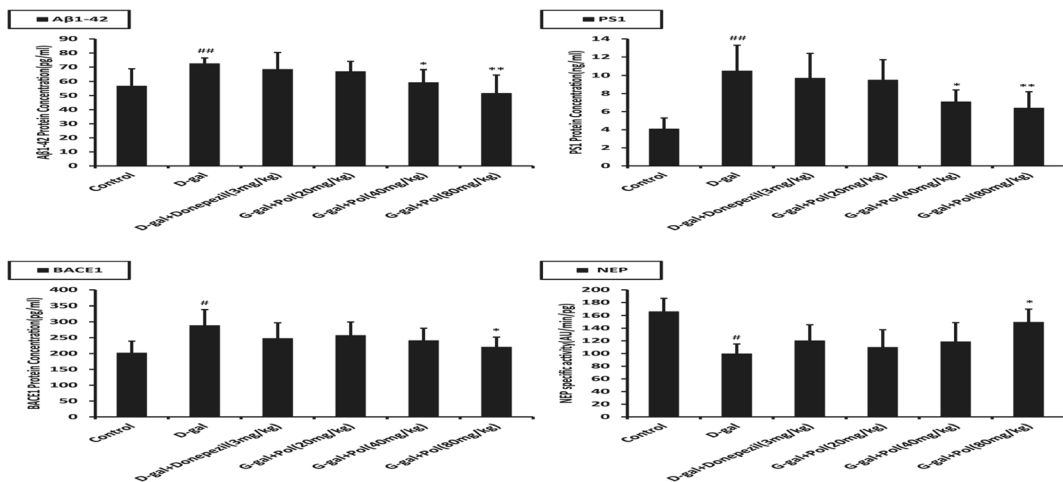 Aβ1-42
Aβ1-42 Protein Concentration(pg/ml)
90
80
70
60
50
40
30
20
10
0
##
*
**
Control
D-gal
D-gal+Donepezil(3mg/kg)
G-gal+Pol(20mg/kg)
G-gal+Pol(40mg/kg)
G-gal+Pol(80mg/kg)
PS1
PS1 Protein Concentration(ng/ml)
14
12
10
8
6
4
2
0
##
*
**
Control
D-gal
D-gal+Donepezil(3mg/kg)
G-gal+Pol(20mg/kg)
G-gal+Pol(40mg/kg)
G-gal+Pol(80mg/kg)
BACE1
BACE1 Protein Concentration(pg/ml)
400
350
300
250
200
150
100
50
0
#
*
Control
D-gal
D-gal+Donepezil(3mg/kg)
G-gal+Pol(20mg/kg)
G-gal+Pol(40mg/kg)
G-gal+Pol(80mg/kg)
NEP
NEP specific activity(AU/min/pg)
200
180
160
140
120
100
80
60
40
20
0
#
*
Control
D-gal
D-gal+Donepezil(3mg/kg)
G-gal+Pol(20mg/kg)
G-gal+Pol(40mg/kg)
G-gal+Pol(80mg/kg)